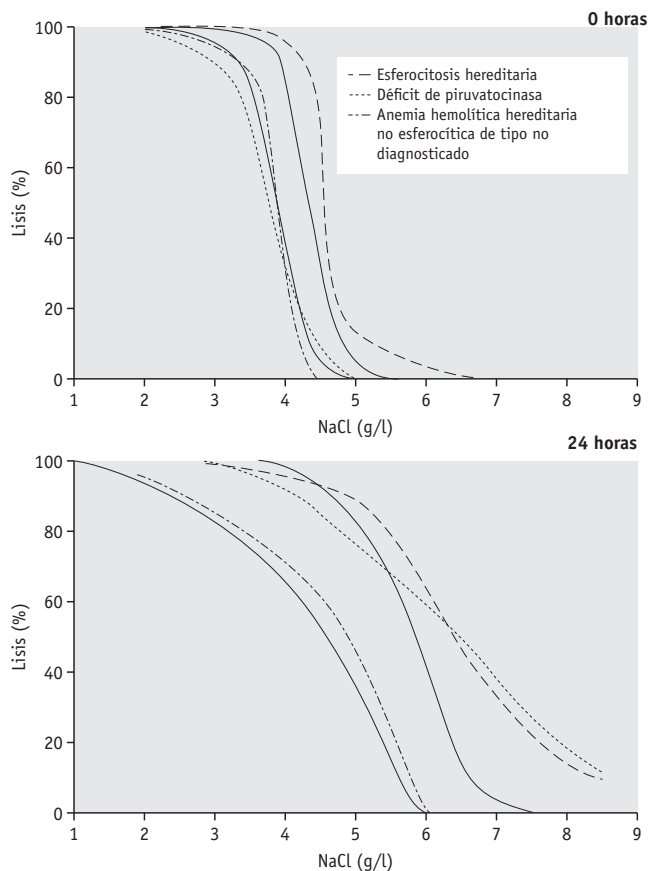 0 horas
100
80
60
40
20
0
Lisis (%)
Esferocitosis hereditaria
Déficit de piruvatocinasa
Anemia hemolítica hereditaria
no esferocítica de tipo no
diagnosticado
1 2 3 4 5 6 7 8 9
NaCl (g/l)
24 horas
100
80
60
40
20
0
Lisis (%)
1 2 3 4 5 6 7 8 9
NaCl (g/l)